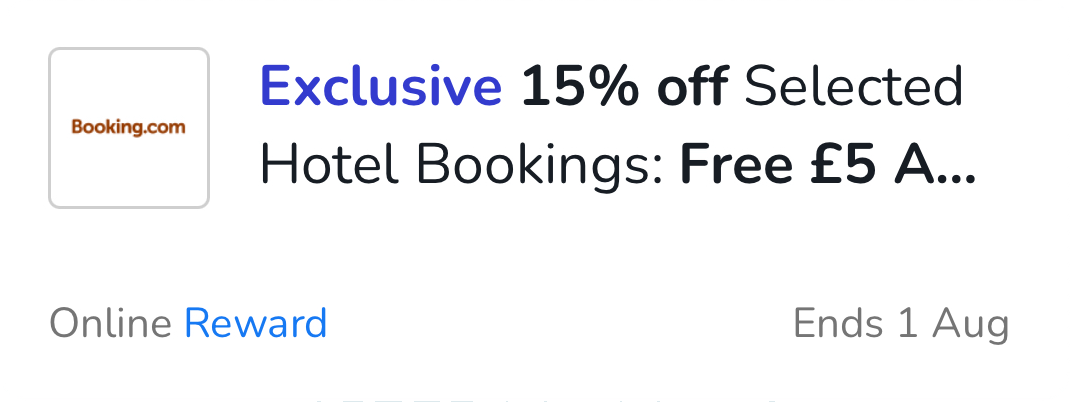 Booking.com
Exclusive 15% off Selected
Hotel Bookings: Free £5 A...
Online Reward
Ends 1 Aug